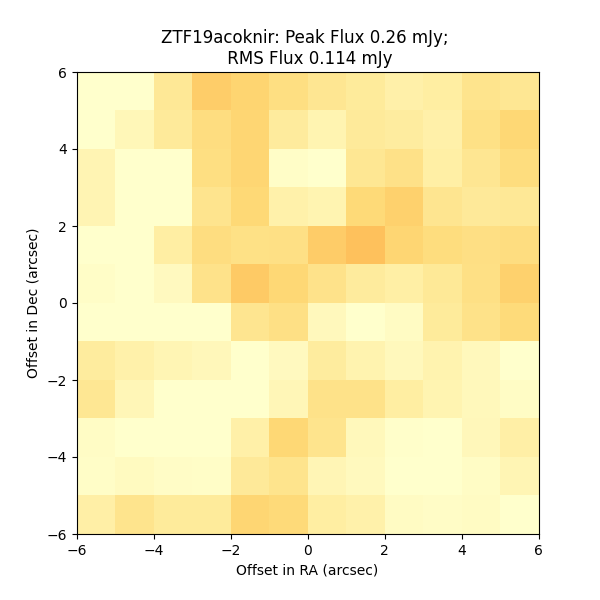 ZTF19acoknir: Peak Flux 0.26 mJy;
RMS Flux 0.114 mJy
6
4
2
0
−2
−4
−6
Offset in Dec (arcsec)
−6 −4 −2 0 2 4 6
Offset in RA (arcsec)